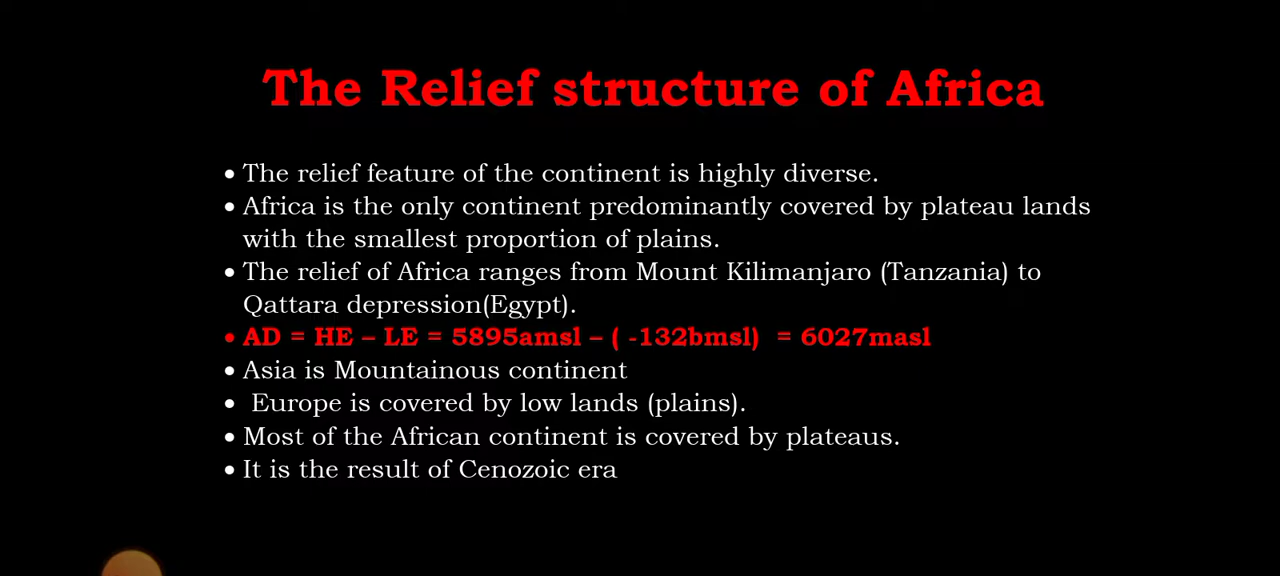 The Relief structure of Africa
• The relief feature of the continent is highly diverse.
• Africa is the only continent predominantly covered by plateau lands
with the smallest proportion of plains.
• The relief of Africa ranges from Mount Kilimanjaro (Tanzania) to
Qattara depression(Egypt).
• AD = HE – LE = 5895amsl – ( -132bmsl)  = 6027masl
• Asia is Mountainous continent
•  Europe is covered by low lands (plains).
• Most of the African continent is covered by plateaus.
• It is the result of Cenozoic era